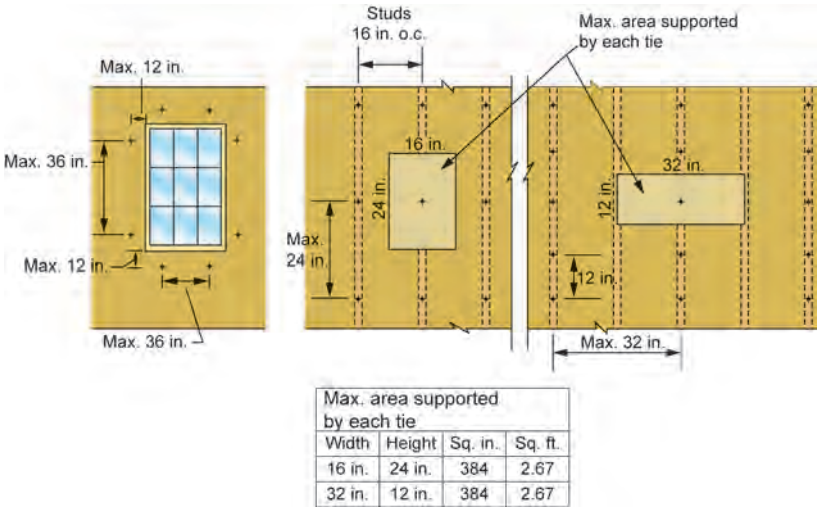 Studs
16 in. o.c.
Max. area supported
by each tie
Max. 12 in.
Max. 36 in.
Max. 12 in.
Max. 36 in.
16 in.
24 in.
Max.
24 in.
32 in.
12 in.
12 in.
Max. 32 in.
Max. area supported
by each tie
Width Height Sq. in. Sq. ft.
16 in. 24 in. 384 2.67
32 in. 12 in. 384 2.67